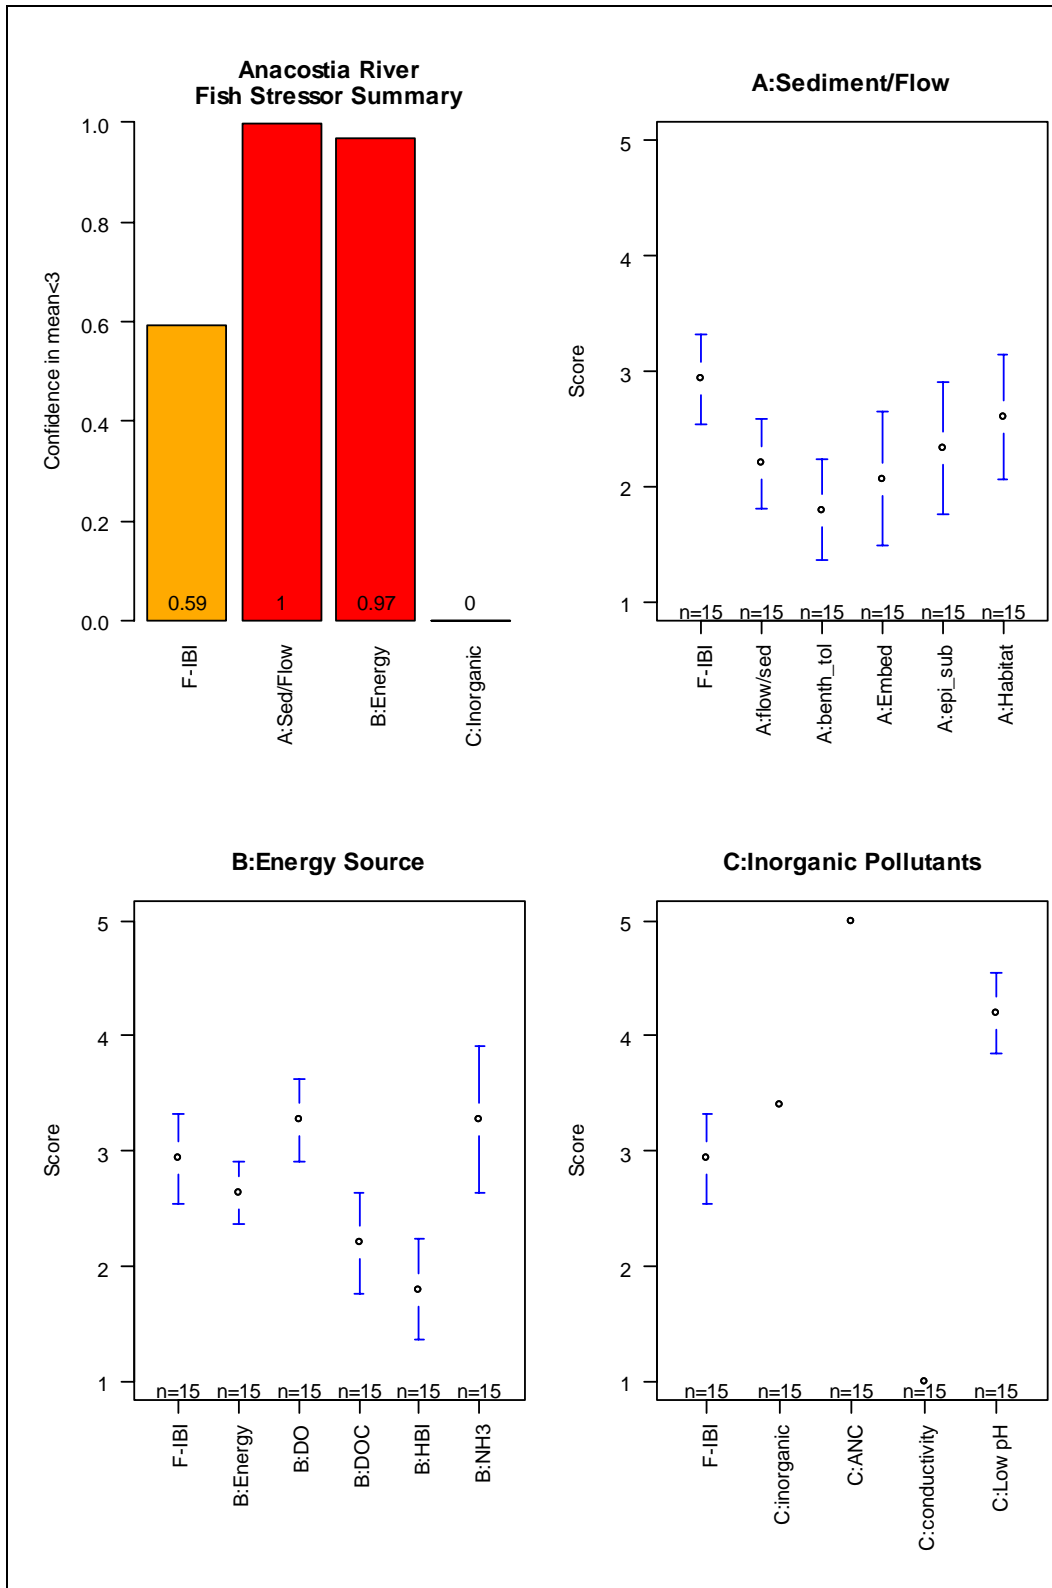 Anacostia River
Fish Stressor Summary
Confidence in mean<3
1.0
0.8
0.6
0.4
0.2
0.0
0.59
1
0.97
0
F-IBI
A:Sed/Flow
B:Energy
C:Inorganic
A:Sediment/Flow
Score
5
4
3
2
1
n=15
n=15
n=15
n=15
n=15
n=15
F-IBI
A:flow/sed
A:benth_tol
A:Embed
A:epi_sub
A:Habitat
B:Energy Source
Score
5
4
3
2
1
n=15
n=15
n=15
n=15
n=15
n=15
F-IBI
B:Energy
B:DO
B:DOC
B:HBI
B:NH3
C:Inorganic Pollutants
Score
5
4
3
2
1
n=15
n=15
n=15
n=15
n=15
F-IBI
C:inorganic
C:ANC
C:conductivity
C:Low pH